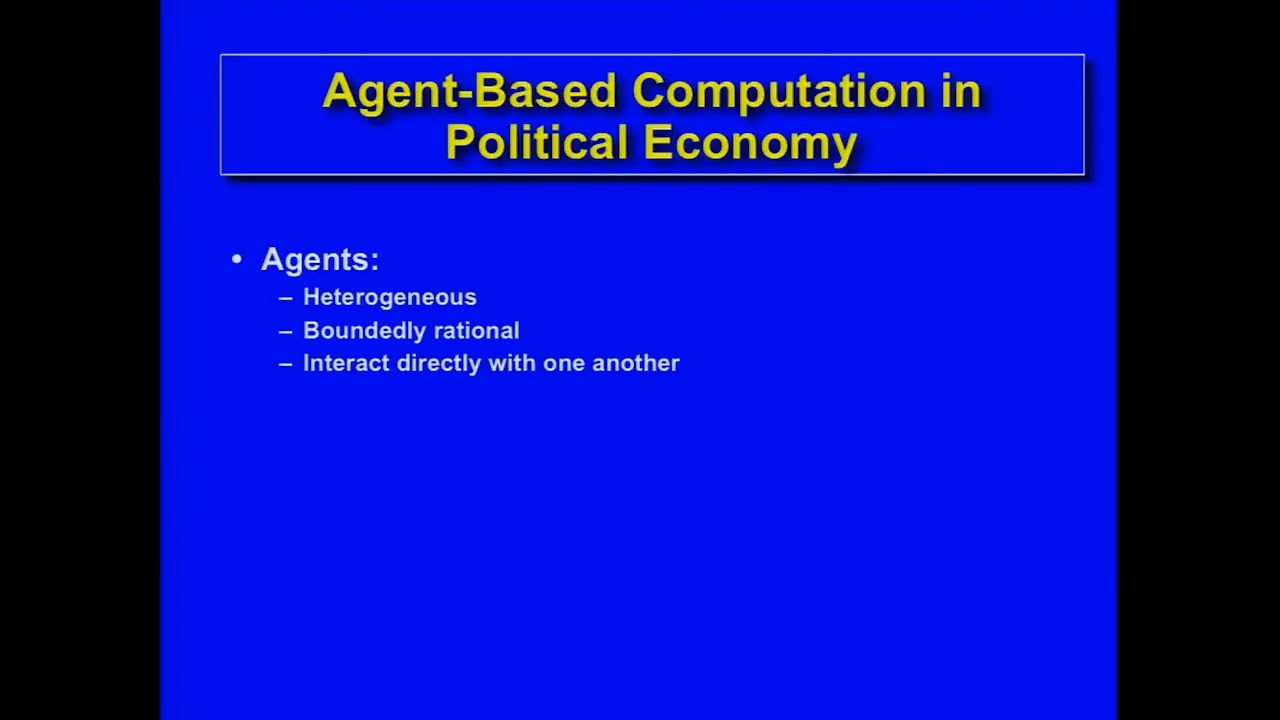 Agent-Based Computation in
Political Economy
• Agents:
– Heterogeneous
– Boundedly rational
– Interact directly with one another